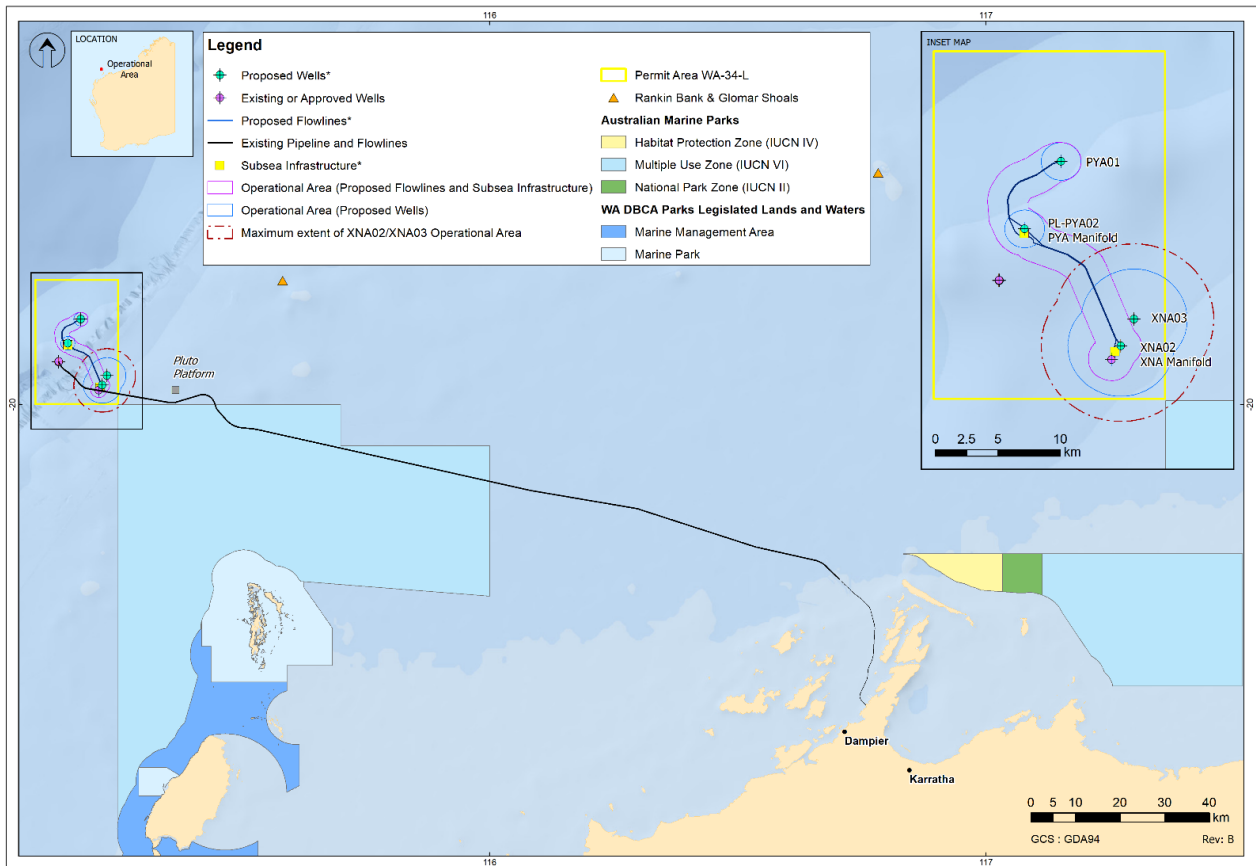 116
117
LOCATION
Operational
Area
Legend
Proposed Wells*
Existing or Approved Wells
Proposed Flowlines*
Existing Pipeline and Flowlines
Subsea Infrastructure*
Operational Area (Proposed Flowlines and Subsea Infrastructure)
Operational Area (Proposed Wells)
Maximum extent of XNA02/XNA03 Operational Area
Permit Area WA-34-L
Rankin Bank & Glomar Shoals
Australian Marine Parks
Habitat Protection Zone (IUCN IV)
Multiple Use Zone (IUCN VI)
National Park Zone (IUCN II)
WA DBCA Parks Legislated Lands and Waters
Marine Management Area
Marine Park
INSET MAP
PYA01
PL-PYA02
PYA Manifold
XNA03
XNA02
XNA Manifold
0 2.5 5 10
km
Pluto
Platform
-20
-20
Dampier
Karratha
0 5 10 20 30 40
km
GCS : GDA94
Rev: B
116
117